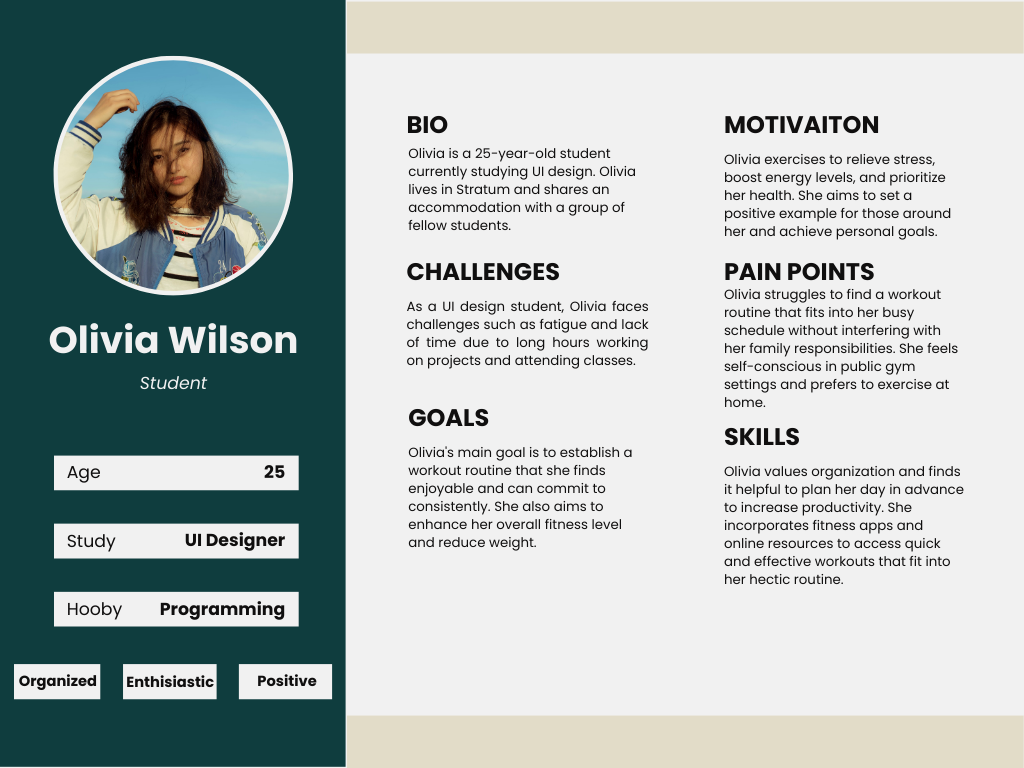 Olivia Wilson
Student
Age 25
Study UI Designer
Hooby Programming
Organized Enthisiastic Positive
BIO
Olivia is a 25-year-old student
currently studying UI design. Olivia
lives in Stratum and shares an
accommodation with a group of
fellow students.
CHALLENGES
As a UI design student, Olivia faces
challenges such as fatigue and lack
of time due to long hours working
on projects and attending classes.
GOALS
Olivia's main goal is to establish a
workout routine that she finds
enjoyable and can commit to
consistently. She also aims to
enhance her overall fitness level
and reduce weight.
MOTIVAITON
Olivia exercises to relieve stress,
boost energy levels, and prioritize
her health. She aims to set a
positive example for those around
her and achieve personal goals.
PAIN POINTS
Olivia struggles to find a workout
routine that fits into her busy
schedule without interfering with
her family responsibilities. She feels
self-conscious in public gym
settings and prefers to exercise at
home.
SKILLS
Olivia values organization and finds
it helpful to plan her day in advance
to increase productivity. She
incorporates fitness apps and
online resources to access quick
and effective workouts that fit into
her hectic routine.